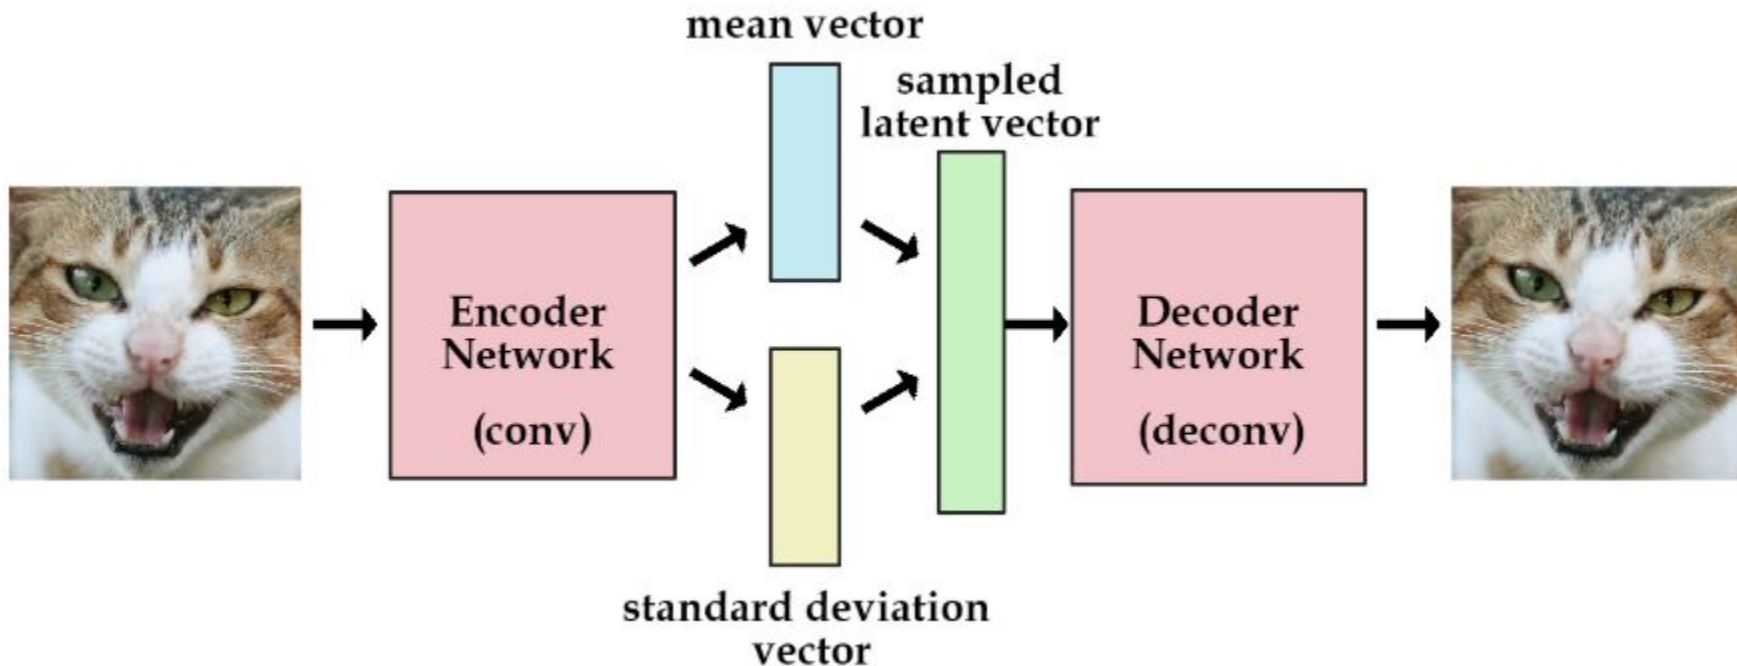 mean vector
sampled
latent vector
Encoder
Network
(conv)
Decoder
Network
(deconv)
standard deviation
vector